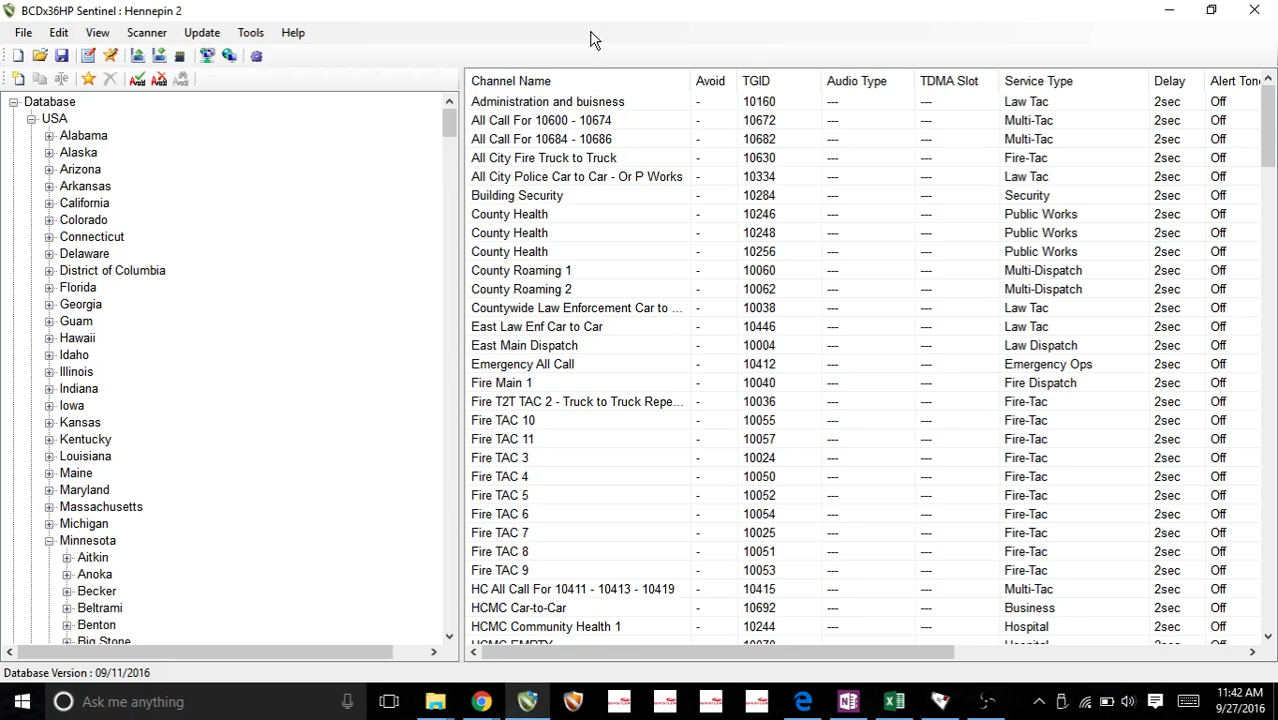 BCDx36HP Sentinel : Hennepin 2
File Edit View Scanner Update Tools Help
Database
USA
Alabama
Alaska
Arizona
Arkansas
California
Colorado
Connecticut
Delaware
District of Columbia
Florida
Georgia
Guam
Hawaii
Idaho
Illinois
Indiana
Iowa
Kansas
Kentucky
Louisiana
Maine
Maryland
Massachusetts
Michigan
Minnesota
Aitkin
Anoka
Becker
Beltrami
Benton
Big Stone
Channel Name Avoid TGID Audio Type TDMA Slot Service Type Delay Alert Tone
Administration and buisness - 10160 --- --- Law Tac 2sec Off
All Call For 10600 - 10674 - 10672 --- --- Multi-Tac 2sec Off
All Call For 10684 - 10686 - 10682 --- --- Multi-Tac 2sec Off
All City Fire Truck to Truck - 10630 --- --- Fire-Tac 2sec Off
All City Police Car to Car - Or P Works - 10334 --- --- Law Tac 2sec Off
Building Security - 10284 --- --- Security 2sec Off
County Health - 10246 --- --- Public Works 2sec Off
County Health - 10248 --- --- Public Works 2sec Off
County Health - 10256 --- --- Public Works 2sec Off
County Roaming 1 - 10060 --- --- Multi-Dispatch 2sec Off
County Roaming 2 - 10062 --- --- Multi-Dispatch 2sec Off
Countywide Law Enforcement Car to ... - 10038 --- --- Law Tac 2sec Off
East Law Enf Car to Car - 10446 --- --- Law Tac 2sec Off
East Main Dispatch - 10004 --- --- Law Dispatch 2sec Off
Emergency All Call - 10412 --- --- Emergency Ops 2sec Off
Fire Main 1 - 10040 --- --- Fire Dispatch 2sec Off
Fire T2T TAC 2 - Truck to Truck Repe... - 10036 --- --- Fire-Tac 2sec Off
Fire TAC 10 - 10055 --- --- Fire-Tac 2sec Off
Fire TAC 11 - 10057 --- --- Fire-Tac 2sec Off
Fire TAC 3 - 10024 --- --- Fire-Tac 2sec Off
Fire TAC 4 - 10050 --- --- Fire-Tac 2sec Off
Fire TAC 5 - 10052 --- --- Fire-Tac 2sec Off
Fire TAC 6 - 10054 --- --- Fire-Tac 2sec Off
Fire TAC 7 - 10025 --- --- Fire-Tac 2sec Off
Fire TAC 8 - 10051 --- --- Fire-Tac 2sec Off
Fire TAC 9 - 10053 --- --- Fire-Tac 2sec Off
HC All Call For 10411 - 10413 - 10419 - 10415 --- --- Multi-Tac 2sec Off
HCMC Car-to-Car - 10692 --- --- Business 2sec Off
HCMC Community Health 1 - 10244 --- --- Hospital 2sec Off
HCMC EMPTY - 10070 --- --- Hospital 2sec Off
Database Version : 09/11/2016
Ask me anything
11:42 AM
9/27/2016